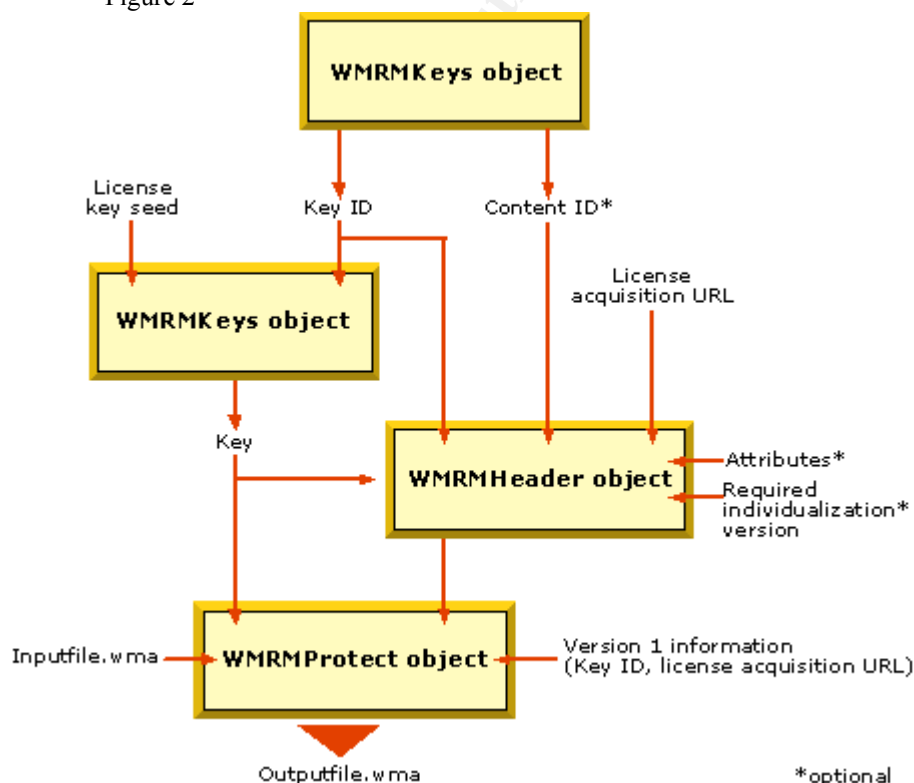 Figure 2
WMRMKeys object
License
key seed
Key ID
Content ID*
License
acquisition URL
WMRMKeys object
Key
WMRMHeader object
Attributes*
Required
individualization*
version
Inputfile.wma
WMRMProtect object
Version 1 information
(Key ID, license acquisition URL)
Outputfile.wma
*optional